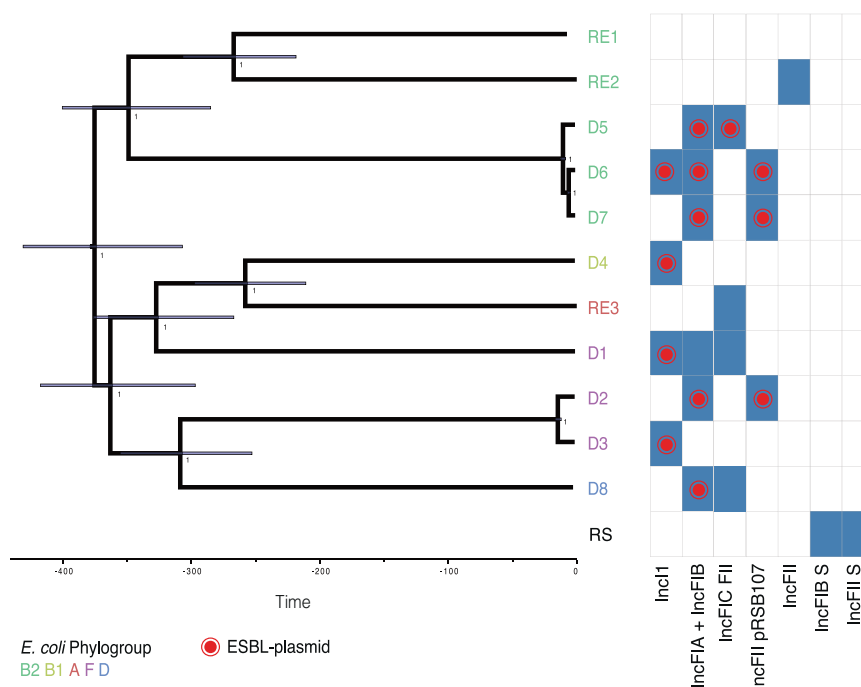 RE1
1
RE2
D5
1
1
D6
1
D7
1
D4
1
RE3
1
D1
D2
1
1
D3
1
D8
RS
-400
-300
-200
-100
0
Time
IncI1
IncFIA + IncFIB
IncFIC FII
ncFII pRSB107
IncFII
IncFIB S
IncFII S
E. coli Phylogroup
B2 B1 A F D
ESBL-plasmid